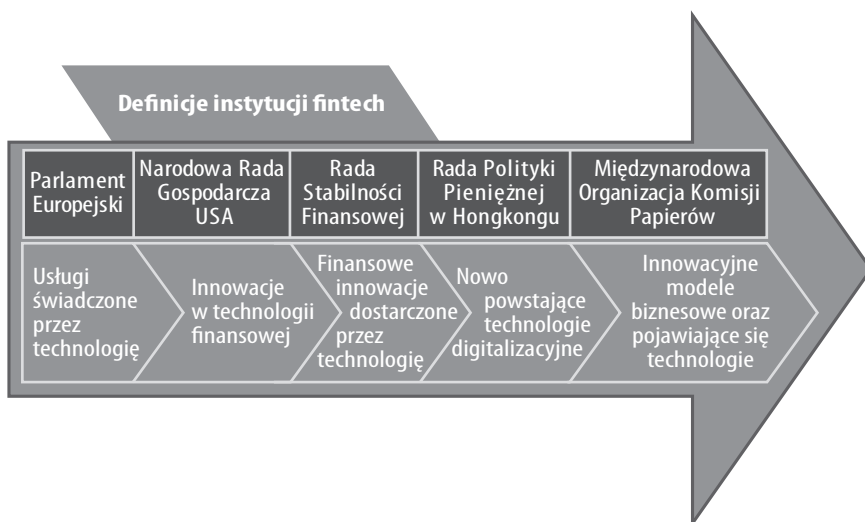 Definicje instytucji fintech
Parlament
Europejski
Narodowa Rada
Gospodarcza
USA
Rada
Stabilności
Finansowej
Rada Polityki
Pieniężnej
w Hongkongu
Międzynarodowa
Organizacja Komisji
Papierów
Usługi
świadczone
przez
technologię
Innowacje
w technologii
finansowej
Finansowe
innowacje
dostarczone
przez
technologię
Nowo
powstające
technologie
digitalizacyjne
Innowacyjne
modele
biznesowe oraz
pojawiające się
technologie